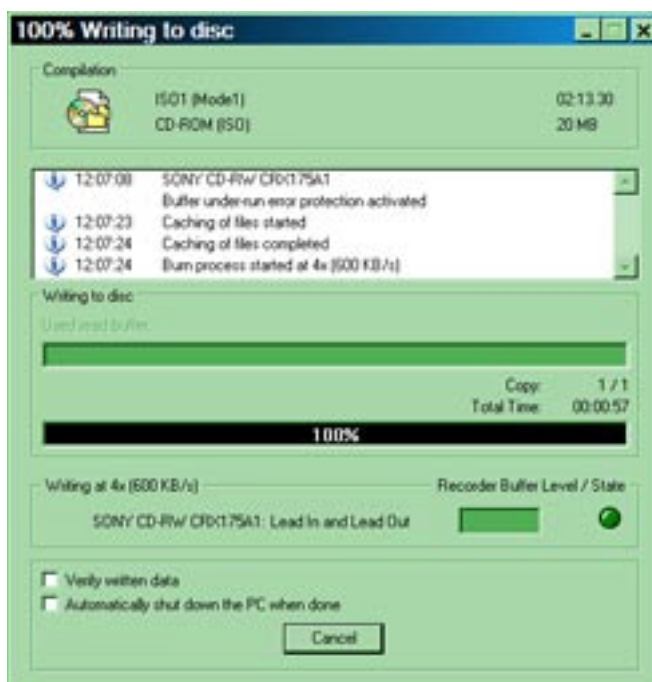 100% Writing to disc
Compilation
ISO1 (Mode1) 02:13.30
CD-ROM (ISO) 20 MB
12:07:08 SONY CD-RW CRX175A1
Buffer under-run error protection activated
12:07:23 Caching of files started
12:07:24 Caching of files completed
12:07:24 Burn process started at 4x (600 KB/s)
Writing to disc
Used read buffer
Copy: 1 / 1
Total Time: 00:00:57
100%
Writing at 4x (600 KB/s) Recorder Buffer Level / State
SONY CD-RW CRX175A1: Lead In and Lead Out
Verify written data
Automatically shut down the PC when done
Cancel